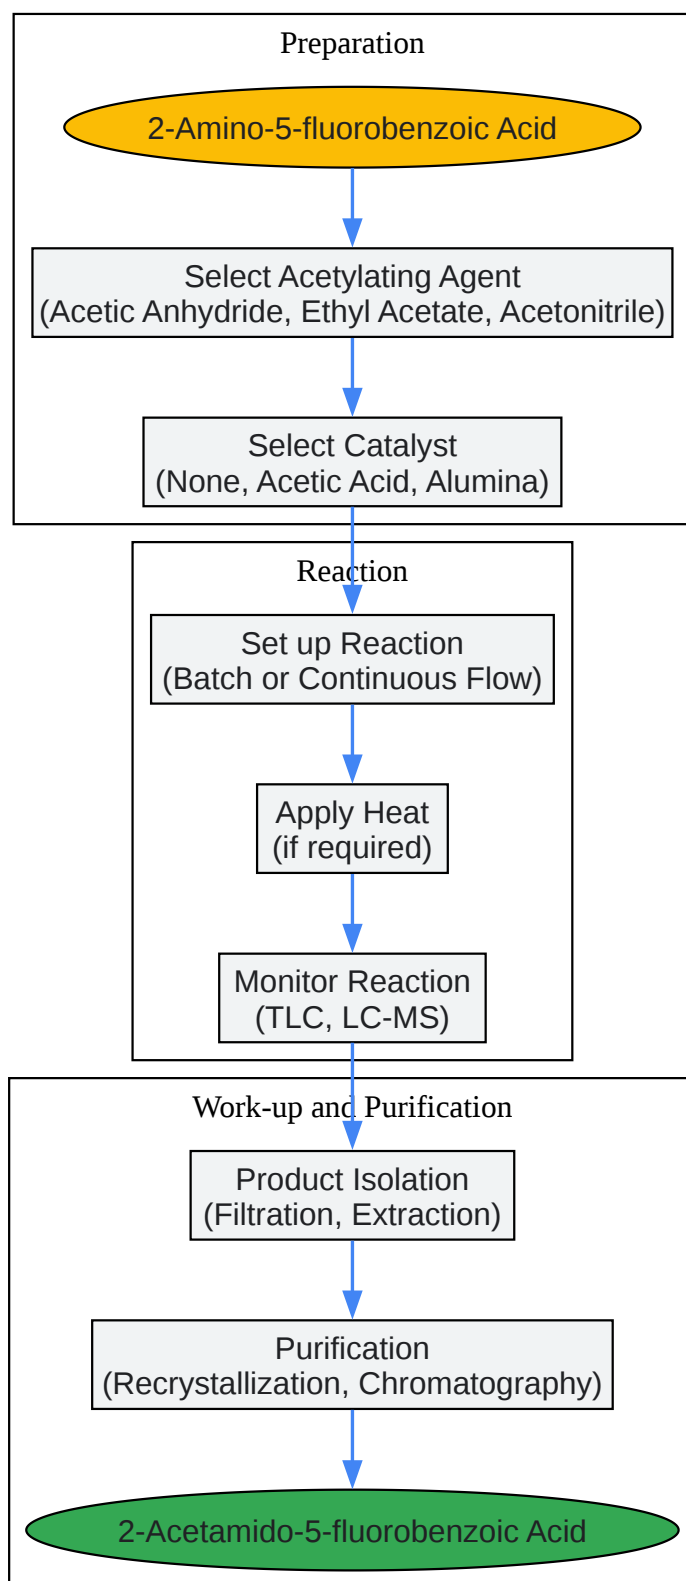 Preparation
2-Amino-5-fluorobenzoic Acid
Select Acetylating Agent
(Acetic Anhydride, Ethyl Acetate, Acetonitrile)
Select Catalyst
(None, Acetic Acid, Alumina)
Reaction
Set up Reaction
(Batch or Continuous Flow)
Apply Heat
(if required)
Monitor Reaction
(TLC, LC-MS)
Work-up and Purification
Product Isolation
(Filtration, Extraction)
Purification
(Recrystallization, Chromatography)
2-Acetamido-5-fluorobenzoic Acid